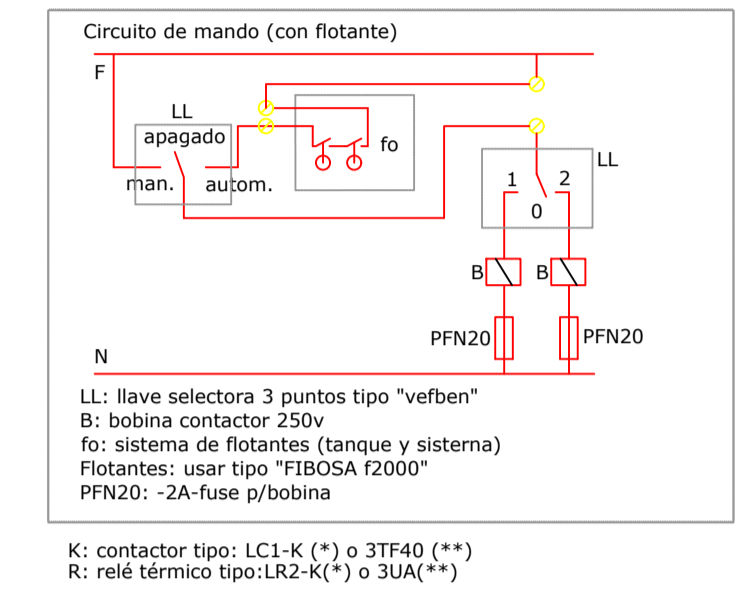 Circuito de mando (con flotante)
F
LL
apagado
fo
man.
autom.
LL
1
2
0
B
B
PFN20
PFN20
N
LL: llave selectora 3 puntos tipo "vefben"
B: bobina contactor 250v
fo: sistema de flotantes (tanque y sisterna)
Flotantes: usar tipo "FIBOSA f2000"
PFN20: -2A-fuse p/bobina
K: contactor tipo: LC1-K (*) o 3TF40 (**)
R: relé térmico tipo:LR2-K(*) o 3UA(**)